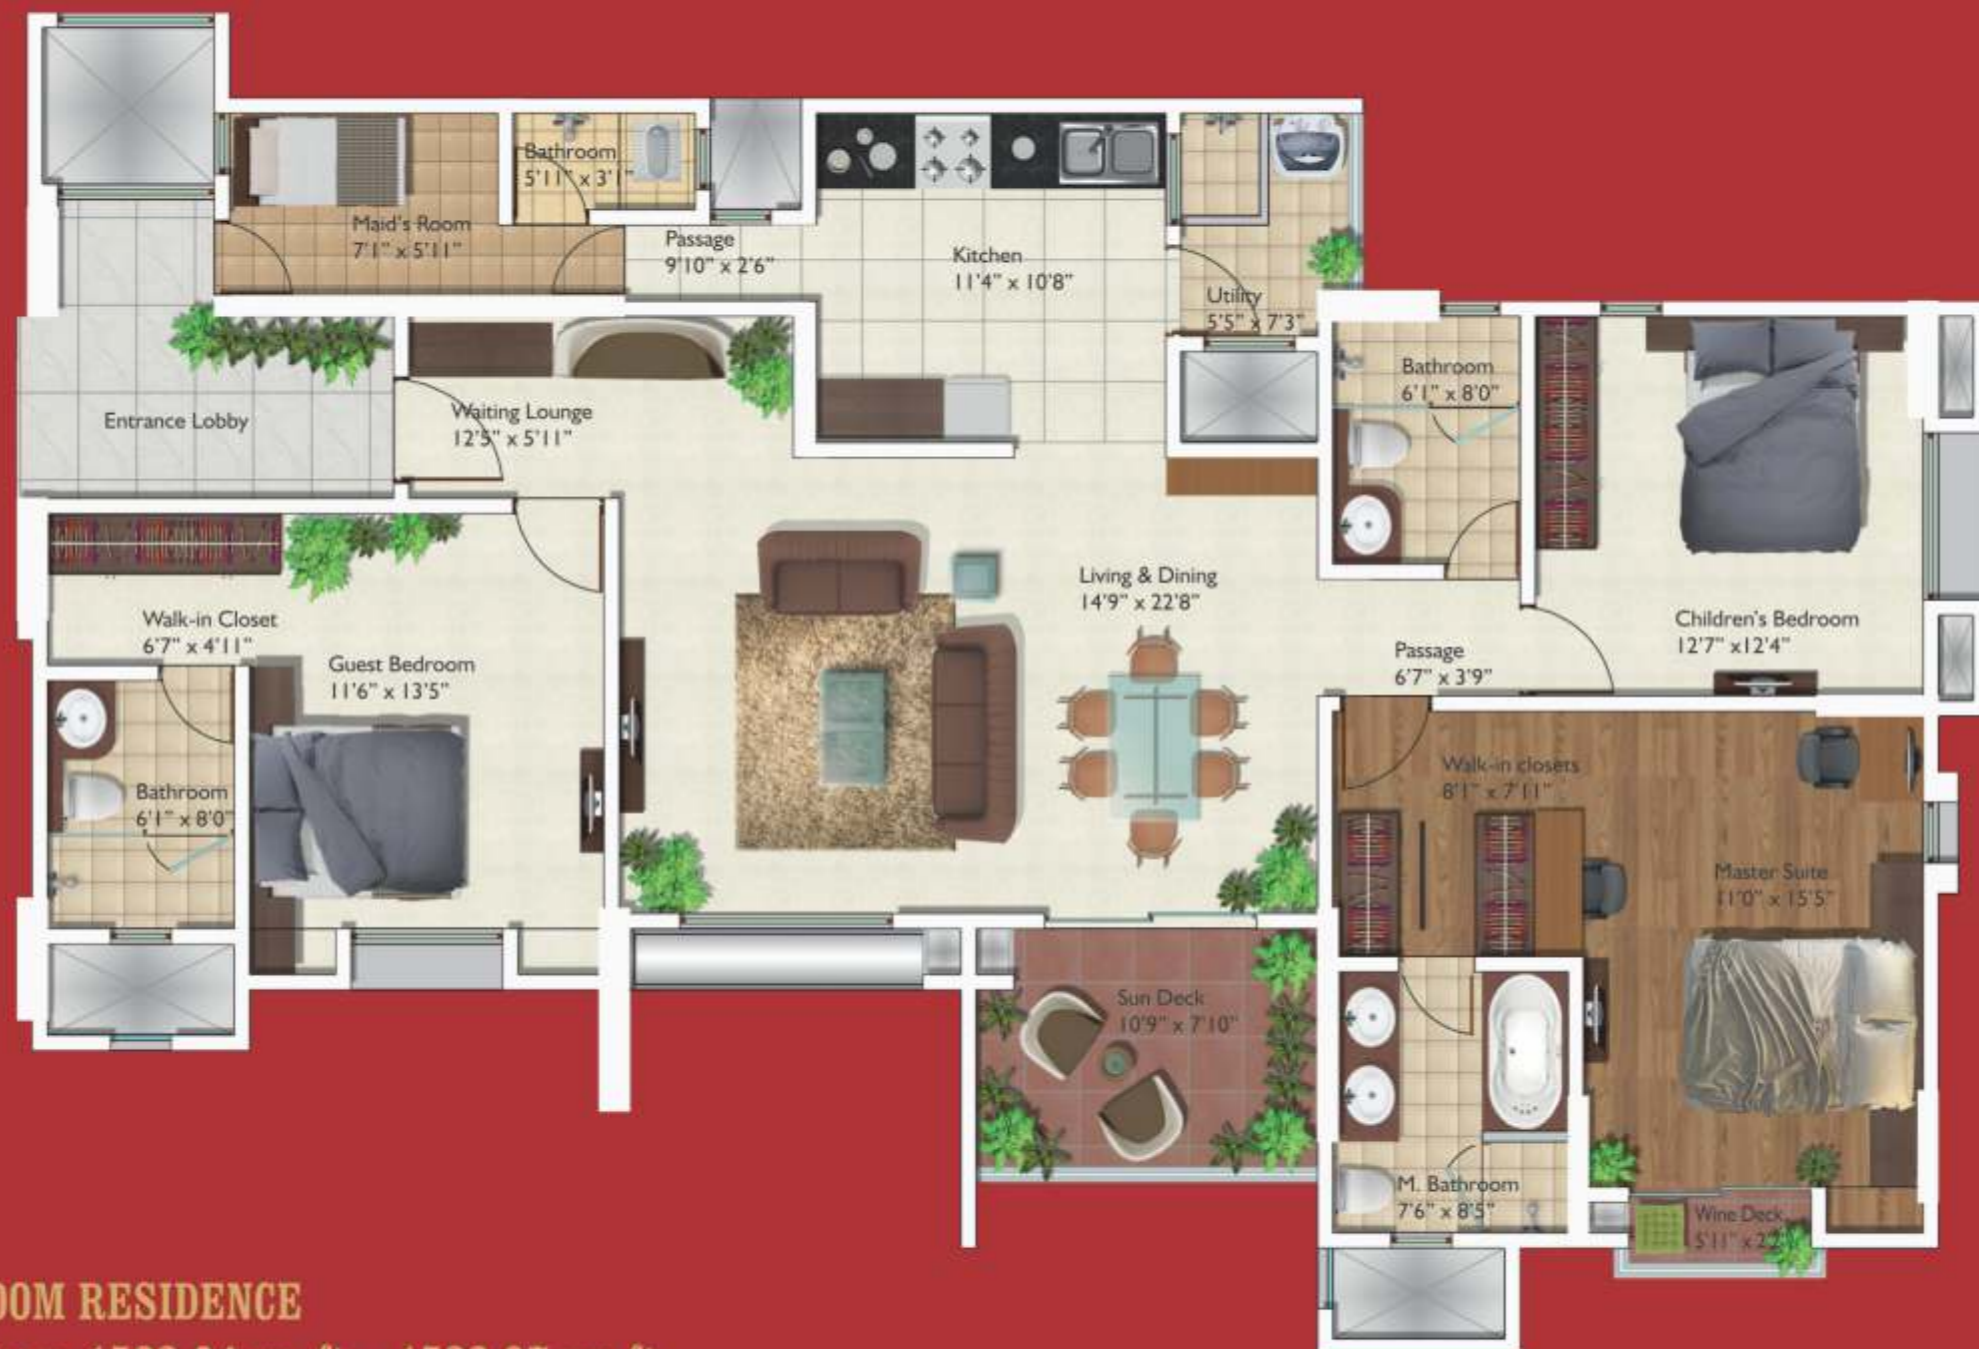 Bathroom
5'11" x 3'1"
Maid's Room
7'1" x 5'11"
Passage
9'10" x 2'6"
Kitchen
11'4" x 10'8"
Utility
5'5" x 7'3"
Entrance Lobby
Waiting Lounge
12'5" x 5'11"
Bathroom
6'1" x 8'0"
Walk-in Closet
6'7" x 4'11"
Guest Bedroom
11'6" x 13'5"
Living & Dining
14'9" x 22'8"
Passage
6'7" x 3'9"
Children's Bedroom
12'7" x12'4"
Bathroom
6'1" x 8'0"
Walk-in closets
8'1" x 7'11"
Master Suite
11'0" x 15'5"
Sun Deck
10'9" x 7'10"
M. Bathroom
7'6" x 8'5"
Wine Deck
5'11" x
RESIDENCE